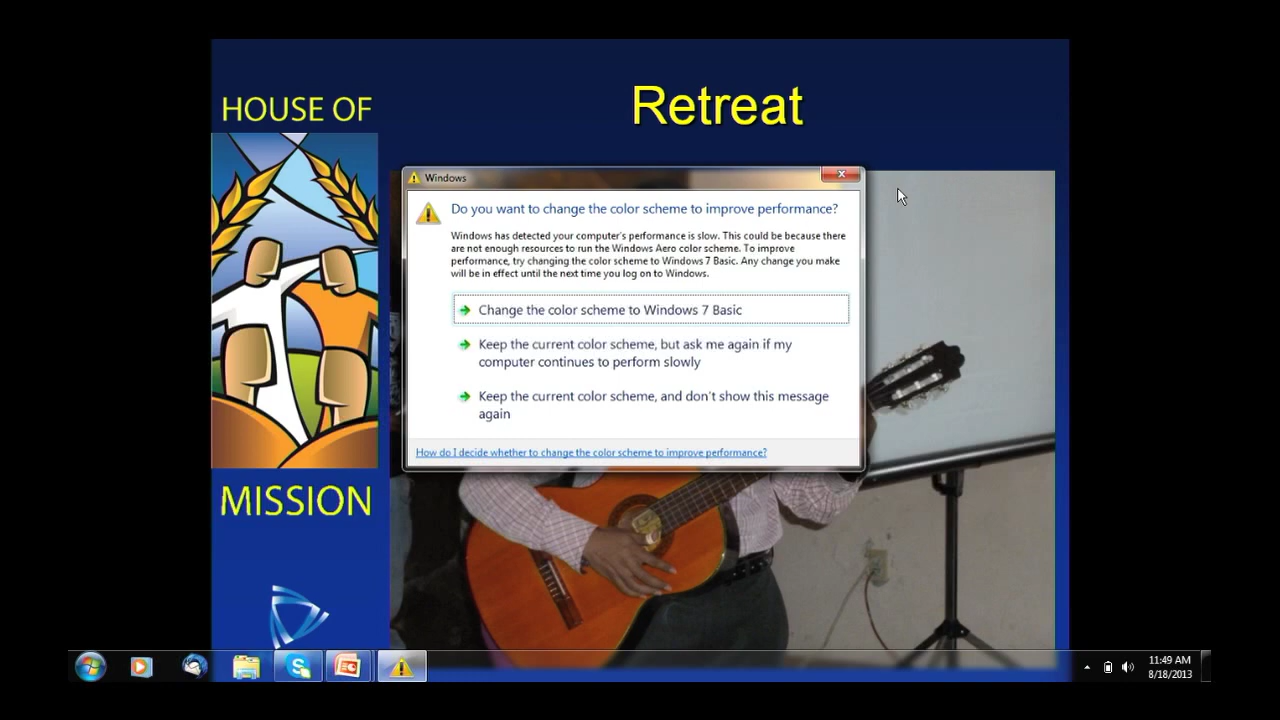 Retreat
HOUSE OF
MISSION
Windows
Do you want to change the color scheme to improve performance?
Windows has detected your computer's performance is slow. This could be because there
are not enough resources to run the Windows Aero color scheme. To improve
performance, try changing the color scheme to Windows 7 Basic. Any change you make
will be in effect until the next time you log on to Windows.
Change the color scheme to Windows 7 Basic
Keep the current color scheme, but ask me again if my
computer continues to perform slowly
Keep the current color scheme, and don't show this message
again
How do I decide whether to change the color scheme to improve performance?
11:49 AM
8/18/2013